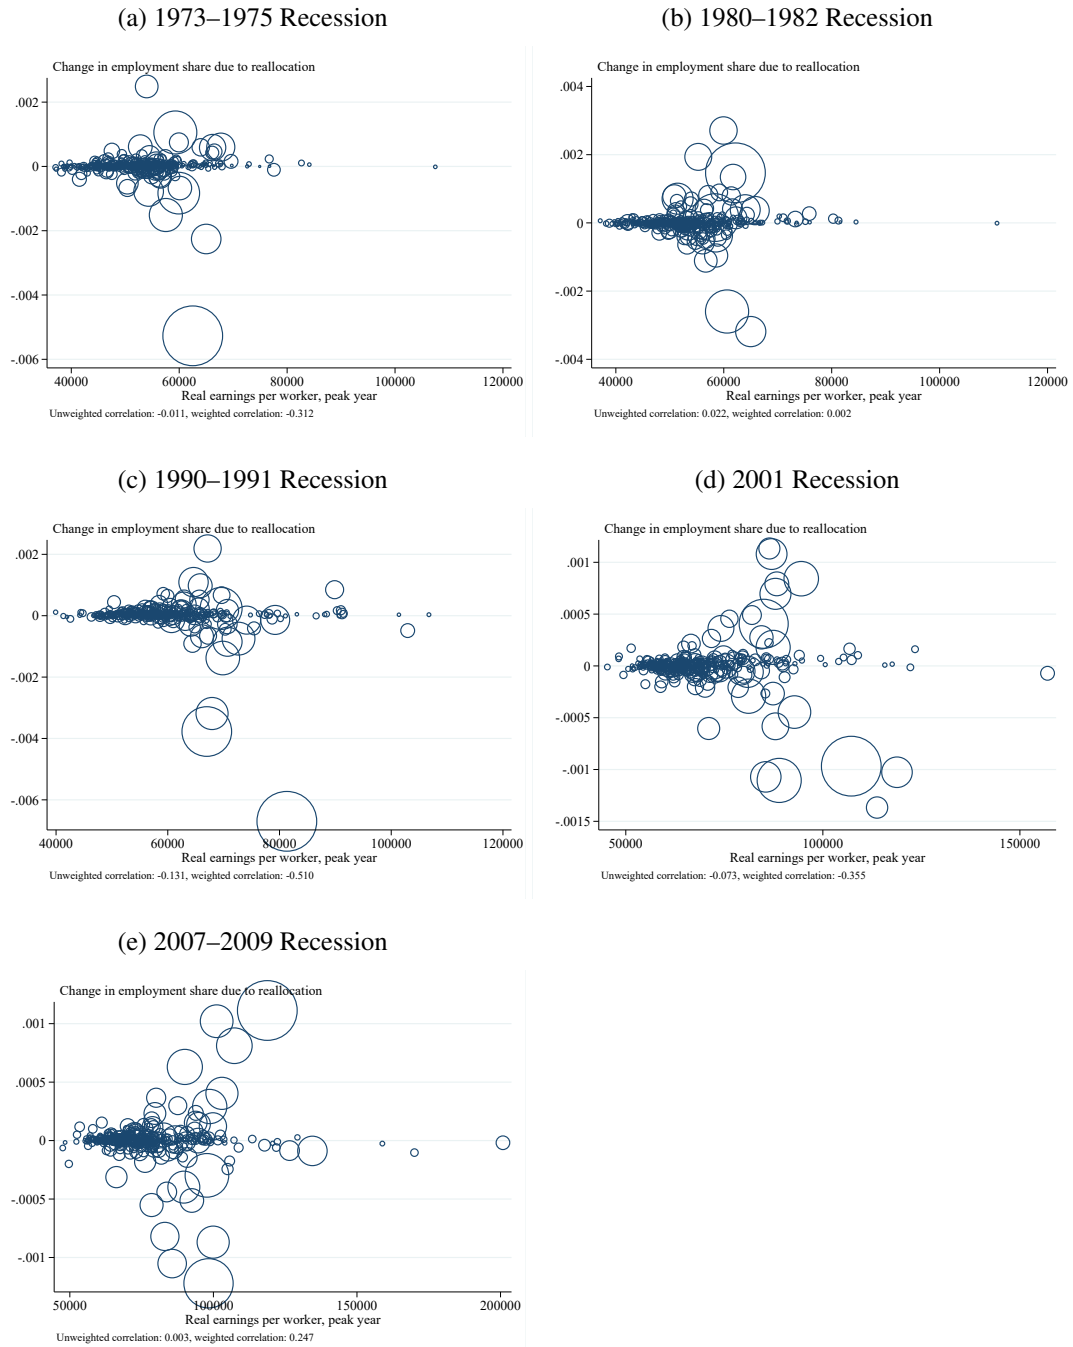 (a) 1973–1975 Recession
Change in employment share due to reallocation
.002
0
-.002
-.004
-.006
40000 60000 80000 100000 120000
Real earnings per worker, peak year
Unweighted correlation: -0.011, weighted correlation: -0.312
(b) 1980–1982 Recession
Change in employment share due to reallocation
.004
.002
0
-.002
-.004
40000 60000 80000 100000 120000
Real earnings per worker, peak year
Unweighted correlation: 0.022, weighted correlation: 0.002
(c) 1990–1991 Recession
Change in employment share due to reallocation
.002
0
-.002
-.004
-.006
40000 60000 80000 100000 120000
Real earnings per worker, peak year
Unweighted correlation: -0.131, weighted correlation: -0.510
(d) 2001 Recession
Change in employment share due to reallocation
.001
.0005
0
-.0005
-.001
-.0015
50000 100000 150000
Real earnings per worker, peak year
Unweighted correlation: -0.073, weighted correlation: -0.355
(e) 2007–2009 Recession
Change in employment share due to reallocation
.001
.0005
0
-.0005
-.001
50000 100000 150000 200000
Real earnings per worker, peak year
Unweighted correlation: 0.003, weighted correlation: 0.247